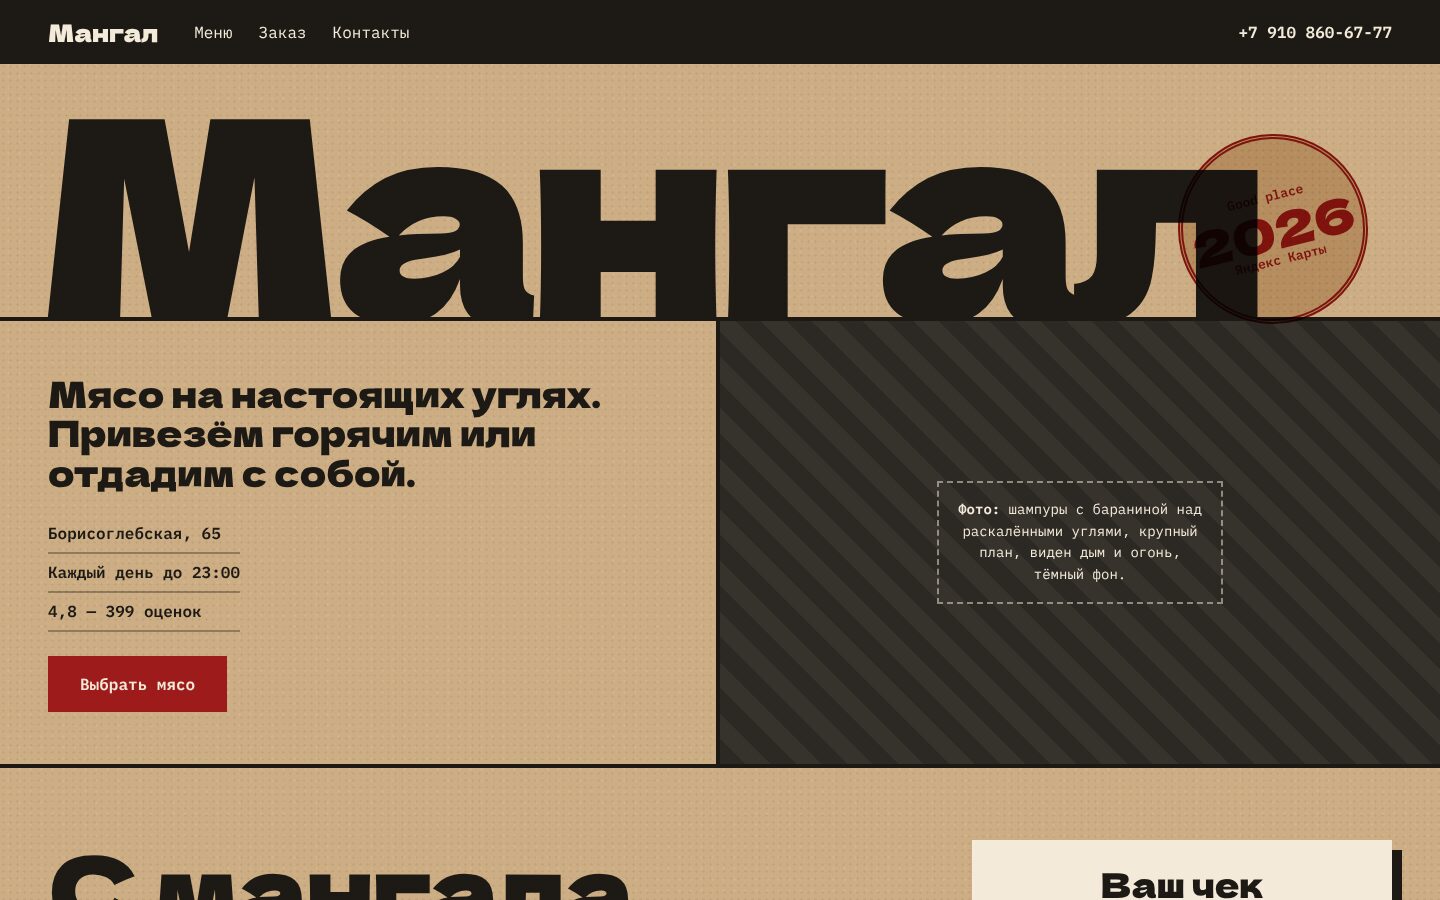 Мангал
Меню
Заказ
Контакты
+7 910 860-67-77
Мангал
Good place
2026
Яндекс Карты
Мясо на настоящих углях.
Привезём горячим или
отдадим с собой.
Борисоглебская, 65
Каждый день до 23:00
4,8 — 399 оценок
Выбрать мясо
Фото: шампуры с бараниной над
раскалёнными углями, крупный
план, виден дым и огонь,
тёмный фон.
С мангала
Ваш чек